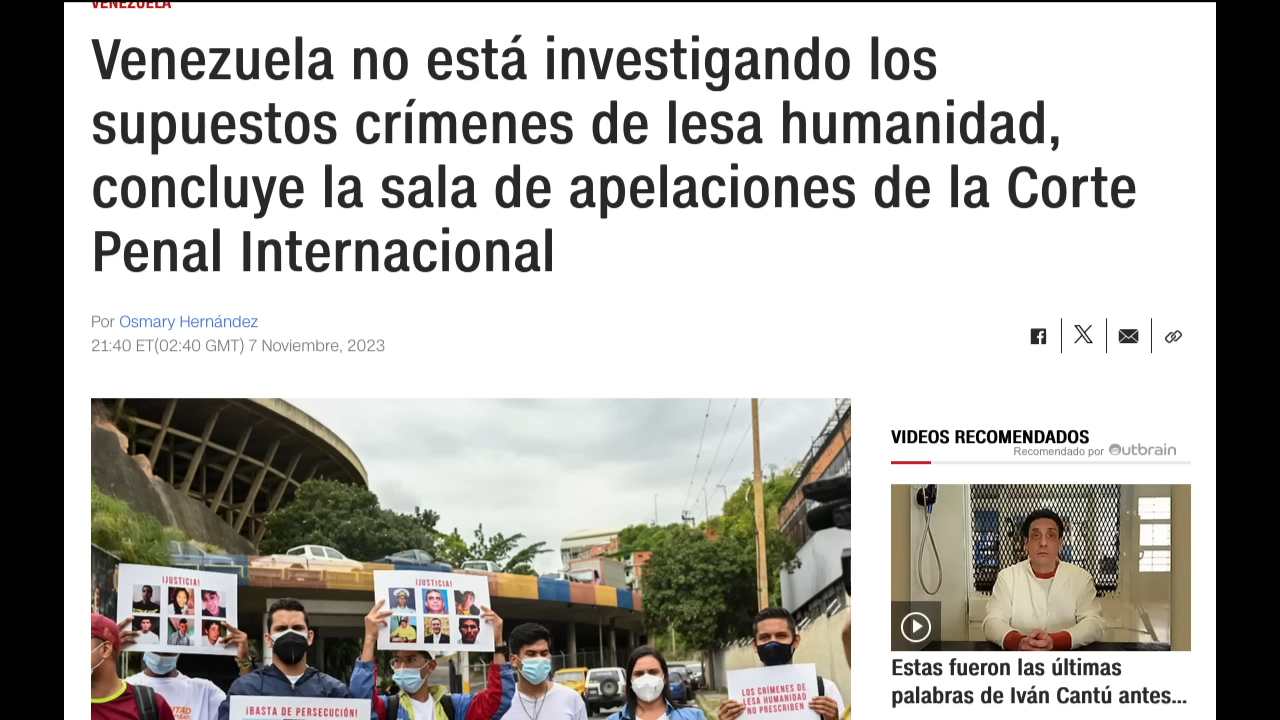 VENEZUELA
Venezuela no está investigando los
supuestos crímenes de lesa humanidad,
concluye la sala de apelaciones de la Corte
Penal Internacional
Por Osmary Hernández
21:40 ET(02:40 GMT) 7 Noviembre, 2023
VIDEOS RECOMENDADOS
Recomendado por Outbrain
¡JUSTICIA!
¡JUSTICIA!
¡BASTA DE PERSECUCIÓN!
LOS CRÍMENES DE
LESA HUMANIDAD
NO PRESCRIBEN
Estas fueron las últimas
palabras de Iván Cantú antes...